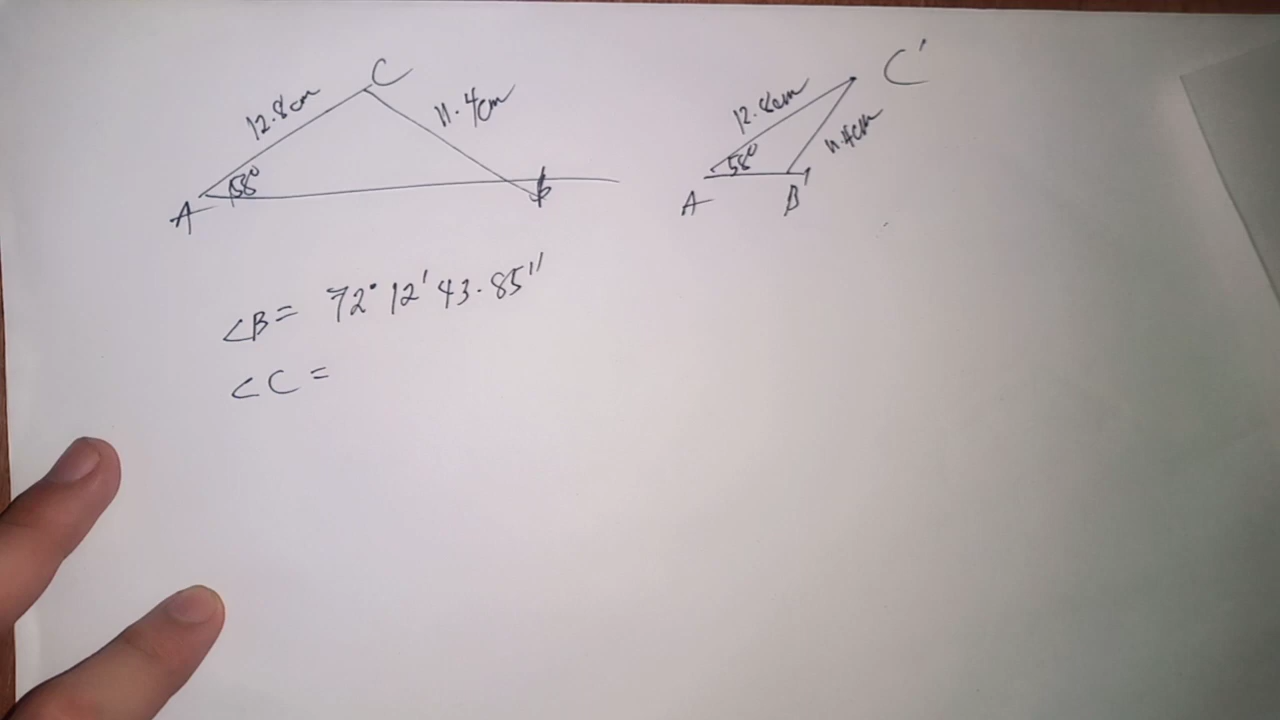 C
12.8cm
11.4cm
58°
A
B
C'
12.8cm
11.4cm
58°
A
B'
<B= 72° 12' 43.85"
<C =